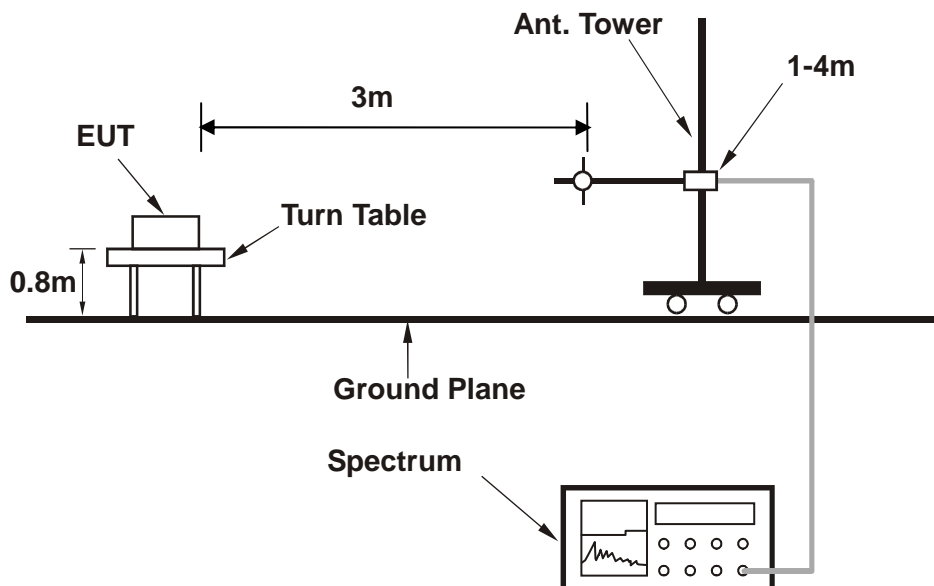 Ant. Tower
1-4m
3m
EUT
Turn Table
0.8m
Ground Plane
Spectrum